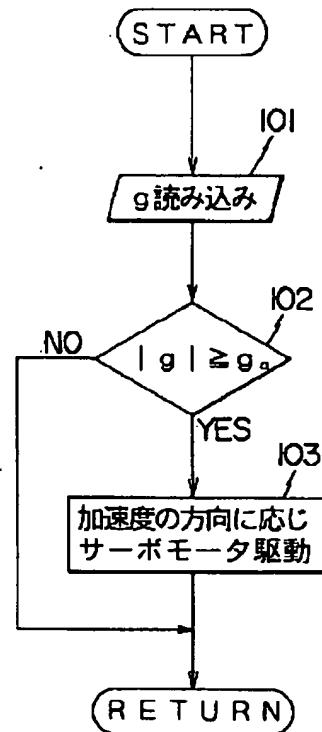 START
101
g読み込み
102
NO
|g|≧ga
YES
103
加速度の方向に応じ
サーボモータ駆動
RETURN